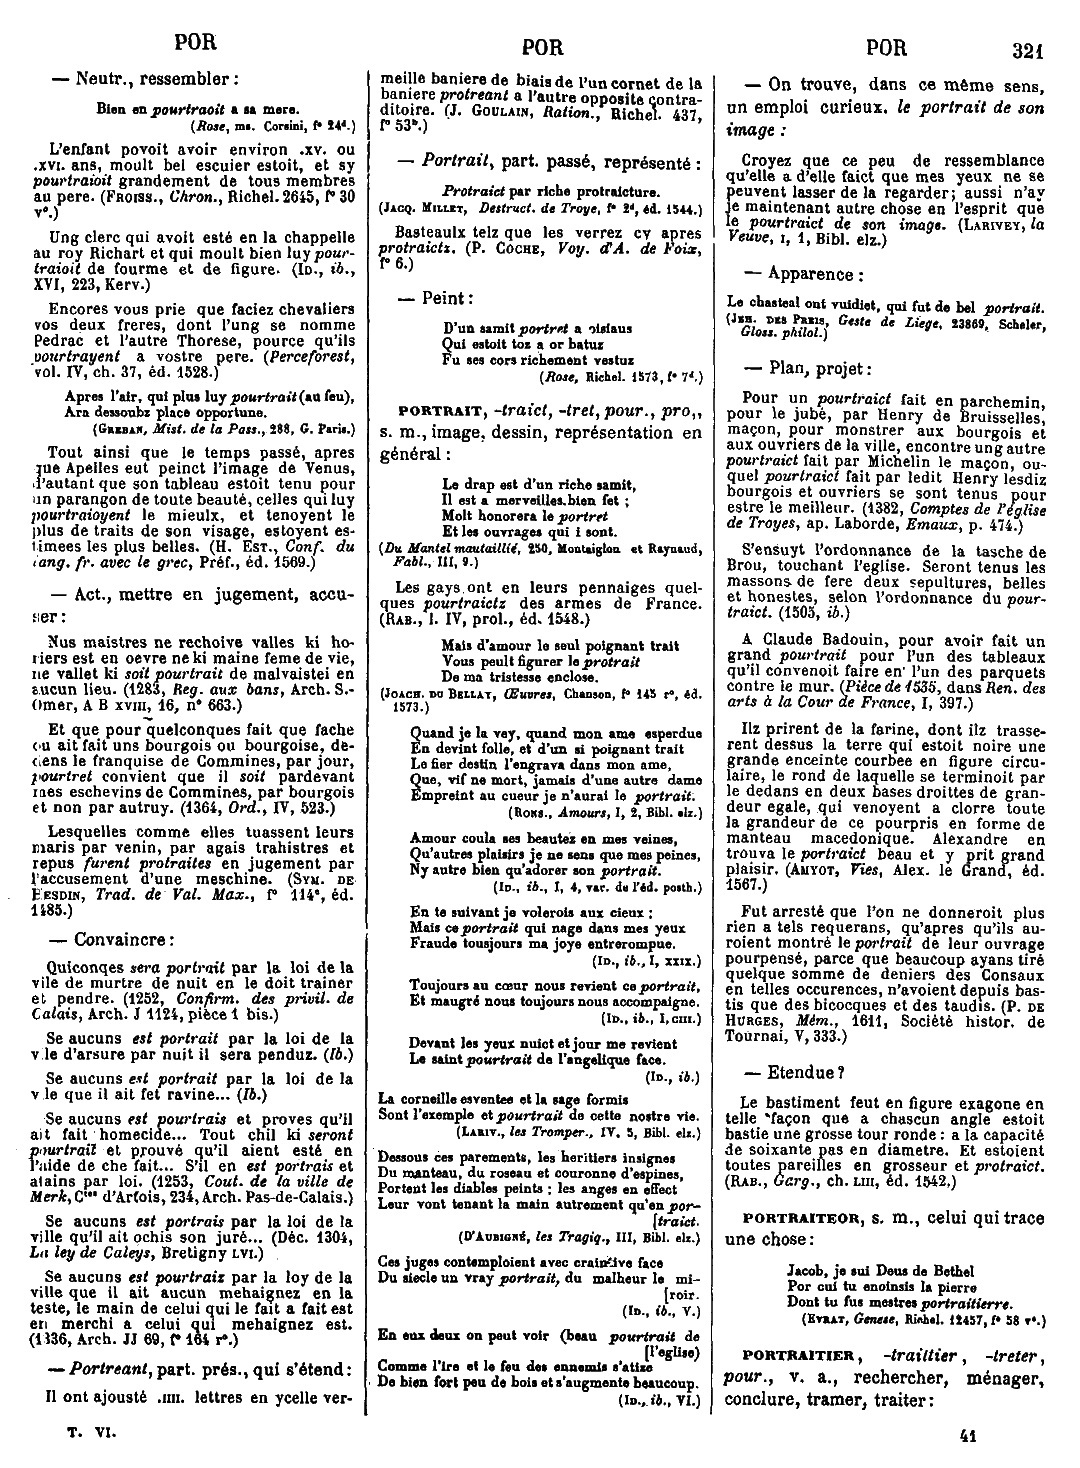 POR
POR
POR
321
— Neutr., ressembler :
Bien en pourtraoit a sa mere.
(Rose, ms. Corsini, fº 24ᵈ.)
L'enfant povoit avoir environ .xv. ou
.xvi. ans, moult bel escuier estoit, et sy
pourtraioit grandement de tous membres
au pere. (Froiss., Chron., Richel. 2645, fº 30
vº.)
Ung clerc qui avoit esté en la chappelle
au roy Richart et qui moult bien luy pour-
traioit de fourme et de figure. (Id., ib.,
XVI, 223, Kerv.)
Encores vous prie que faciez chevaliers
vos deux freres, dont l'ung se nomme
Pedrac et l'autre Thorese, pource qu'ils
pourtrayent a vostre pere. (Perceforest,
vol. IV, ch. 37, éd. 1528.)
Apres l'air, qui plus luy pourtrait (au feu),
Ara dessoubz place opportune.
(Greban, Mist. de la Pass., 288, G. Paris.)
Tout ainsi que le temps passé, apres
que Apelles eut peinct l'image de Venus,
d'autant que son tableau estoit tenu pour
un parangon de toute beauté, celles qui luy
pourtraioyent le mieulx, et tenoyent le
plus de traits de son visage, estoyent es-
timees les plus belles. (H. Est., Conf. du
lang. fr. avec le grec, Préf., éd. 1569.)
— Act., mettre en jugement, accu-
ser :
Nus maistres ne rechoive valles ki ho-
riers est en oevre ne ki maine feme de vie,
ne vallet ki soit pourtrait de malvaistei en
aucun lieu. (1283, Reg. aux bans, Arch. S.-
Omer, A B xviii, 16, nº 663.)
Et que pour quelconques fait que fache
ou ait fait uns bourgois ou bourgoise, de-
dens le franquise de Commines, par jour,
pourtret convient que il soit pardevant
mes eschevins de Commines, par bourgois
et non par autruy. (1364, Ord., IV, 523.)
Lesquelles comme elles tuassent leurs
maris par venin, par agais trahistres et
repus furent protraites en jugement par
l'accusement d'une meschine. (Sym. de
Hesdin, Trad. de Val. Max., fº 114ᵃ, éd.
1485.)
— Convaincre :
Quiconqes sera portrait par la loi de la
vile de murtre de nuit en le doit trainer
et pendre. (1252, Confirm. des privil. de
Calais, Arch. J 1124, pièce 1 bis.)
Se aucuns est portrait par la loi de la
vile d'arsure par nuit il sera penduz. (Ib.)
Se aucuns est portrait par la loi de la
vile que il ait fet ravine... (Ib.)
Se aucuns est pourtrais et proves qu'il
ait fait homecide... Tout chil ki seront
pourtrait et prouvé qu'il aient esté en
l'aide de che fait... S'il en est portrais et
atains par loi. (1253, Cout. de la ville de
Merk, Cᵗᵉˢ d'Artois, 234, Arch. Pas-de-Calais.)
Se aucuns est portrais par la loi de la
ville qu'il ait ochis son juré... (Déc. 1304,
La ley de Caleys, Bretigny LVI.)
Se aucuns est pourtraiz par la loy de la
ville que il ait aucun mehaignez en la
teste, le main de celui qui le fait a fait est
en merchi a celui qui mehaignez est.
(1336, Arch. JJ 69, fº 164 rº.)
— Portreant, part. prés., qui s'étend :
Il ont ajousté .iiii. lettres en ycelle ver-
T. VI.
meille baniere de biais de l'un cornet de la
baniere protreant a l'autre opposite contra-
ditoire. (J. Goulain, Ration., Richel. 437,
fº 53ᵇ.)
— Portrait, part. passé, représenté :
Protraict par riche protraicture.
(Jacq. Millet, Destruct. de Troye, fº 2ᵈ, éd. 1544.)
Basteaulx telz que les verrez cy apres
protraictz. (P. Coche, Voy. d'A. de Foix,
fº 6.)
— Peint :
D'un samit portret a oisiaus
Qui estoit toz a or batuz
Fu ses cors richement vestuz
(Rose, Richel. 1573, fº 7ᵈ.)
PORTRAIT, -traict, -tret, pour., pro,,
s. m., image, dessin, représentation en
général :
Le drap est d'un riche samit,
Il est a merveilles bien fet ;
Molt honorera le portret
Et les ouvrages qui i sont.
(Du Mantel mautaillié, 250, Montaiglon et Raynaud,
Fabl., III, 9.)
Les gays ont en leurs pennaiges quel-
ques pourtraictz des armes de France.
(Rab., l. IV, prol., éd. 1548.)
Mais d'amour le seul poignant trait
Vous peult figurer le protrait
De ma tristesse enclose.
(Joach. du Bellay, Œuvres, Chanson, fº 145 rº, éd.
1573.)
Quand je la vey, quand mon ame esperdue
En devint folle, et d'un si poignant trait
Le fier destin l'engrava dans mon ame,
Que, vif ne mort, jamais d'une autre dame
Empreint au cueur je n'aurai le portrait.
(Rons., Amours, I, 2, Bibl. elz.)
Amour coula ses beautez en mes veines,
Qu'autres plaisirs je ne sens que mes peines,
Ny autre bien qu'adorer son portrait.
(Id., ib., I, 4, var. de l'éd. posth.)
En te suivant je volerois aux cieux ;
Mais ce portrait qui nage dans mes yeux
Fraude tousjours ma joye entrerompue.
(Id., ib., I, xxix.)
Toujours au cœur nous revient ce portrait,
Et maugré nous toujours nous accompaigne.
(Id., ib., I, ciii.)
Devant les yeux nuict et jour me revient
Le saint pourtrait de l'angelique face.
(Id., ib.)
La corneille esventee et la sage formis
Sont l'exemple et pourtrait de cette nostre vie.
(Lariv., les Tromper., IV, 5, Bibl. elz.)
Dessous ces parements, les heritiers insignes
Du manteau, du roseau et couronne d'espines,
Portent les diables peints ; les anges en effect
Leur vont tenant la main autrement qu'en por-
[traict.
(D'Aubigné, les Tragiq., III, Bibl. elz.)
Ces juges contemploient avec craintive face
Du siecle un vray portrait, du malheur le mi-
[roir.
(Id., ib., V.)
En eux deux on peut voir (beau pourtrait de
[l'eglise)
Comme l'ire et le feu des ennemis s'atize
De bien fort peu de bois et s'augmente beaucoup.
(Id., ib., VI.)
— On trouve, dans ce même sens,
un emploi curieux. le portrait de son
image :
Croyez que ce peu de ressemblance
qu'elle a d'elle faict que mes yeux ne se
peuvent lasser de la regarder; aussi n'ay
je maintenant autre chose en l'esprit que
le pourtraict de son image. (Larivey, la
Veuve, I, 1, Bibl. elz.)
— Apparence :
Le chasteal ont vuidiet, qui fut de bel portrait.
(Jeh. des Preis, Geste de Liege, 23869, Scheler,
Gloss. philol.)
— Plan, projet :
Pour un pourtraict fait en parchemin,
pour le jubé, par Henry de Bruisselles,
maçon, pour monstrer aux bourgois et
aux ouvriers de la ville, encontre ung autre
pourtraict fait par Michelin le maçon, ou-
quel pourtraict fait par ledit Henry lesdiz
bourgois et ouvriers se sont tenus pour
estre le meilleur. (1382, Comptes de l'église
de Troyes, ap. Laborde, Emaux, p. 474.)
S'ensuyt l'ordonnance de la tasche de
Brou, touchant l'eglise. Seront tenus les
massons de fere deux sepultures, belles
et honestes, selon l'ordonnance du pour-
traict. (1505, ib.)
A Claude Badouin, pour avoir fait un
grand pourtrait pour l'un des tableaux
qu'il convenoit faire en l'un des parquets
contre le mur. (Pièce de 1535, dans Ren. des
arts à la Cour de France, I, 397.)
Ilz prirent de la farine, dont ilz trasse-
rent dessus la terre qui estoit noire une
grande enceinte courbee en figure circu-
laire, le rond de laquelle se terminoit par
le dedans en deux bases droittes de gran-
deur egale, qui venoyent a clorre toute
la grandeur de ce pourpris en forme de
manteau macedonique. Alexandre en
trouva le portraict beau et y prit grand
plaisir. (Amyot, Vies, Alex. le Grand, éd.
1567.)
Fut arresté que l'on ne donneroit plus
rien a tels requerans, qu'apres qu'ils au-
roient montré le portrait de leur ouvrage
pourpensé, parce que beaucoup ayans tiré
quelque somme de deniers des Consaux
en telles occurences, n'avoient depuis bas-
tis que des bicocques et des taudis. (P. de
Hurges, Mém., 1611, Société histor. de
Tournai, V, 333.)
— Etendue ?
Le bastiment feut en figure exagone en
telle façon que a chascun angle estoit
bastie une grosse tour ronde : a la capacité
de soixante pas en diametre. Et estoient
toutes pareilles en grosseur et protraict.
(Rab., Garg., ch. LIII, éd. 1542.)
PORTRAITEOR, s. m., celui qui trace
une chose :
Jacob, je sui Deus de Bethel
Por cui tu enoinsis la pierre
Dont tu fus mestres portraitierre.
(Evrat, Genese, Richel. 12457, fº 58 vº.)
PORTRAITIER, -traittier, -treter,
pour., v. a., rechercher, ménager,
conclure, tramer, traiter :
41